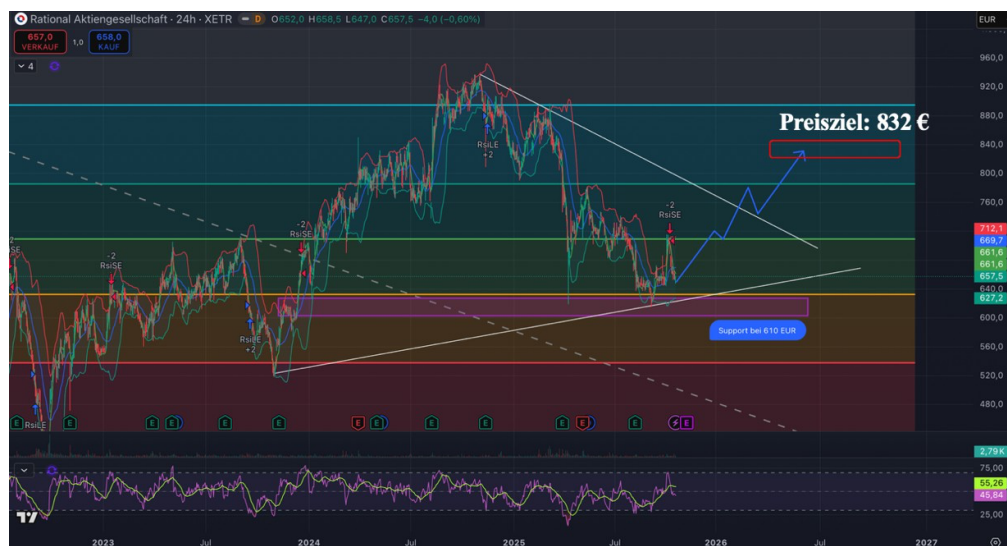 Rational Aktiengesellschaft · 24h · XETR D O652,0 H658,5 L647,0 C657,5 −4,0 (−0,60%)
EUR
657,0
VERKAUF
1,0
658,0
KAUF
4
960,0
920,0
Preisziel: 832 €
840,0
800,0
760,0
RsiLE
+2
-2
RsiSE
-2
RsiSE
-2
RsiSE
712,1
669,7
661,6
661,6
657,5
640,0
627,2
Support bei 610 EUR
600,0
560,0
520,0
480,0
RsiLE
+2
RsiLE
E
E
E
E
E
E
E
E
E
E
E
E
E
2,79K
75,00
55,26
45,84
25,00
TV
2023
Jul
2024
Jul
2025
Jul
2026
Jul
2027